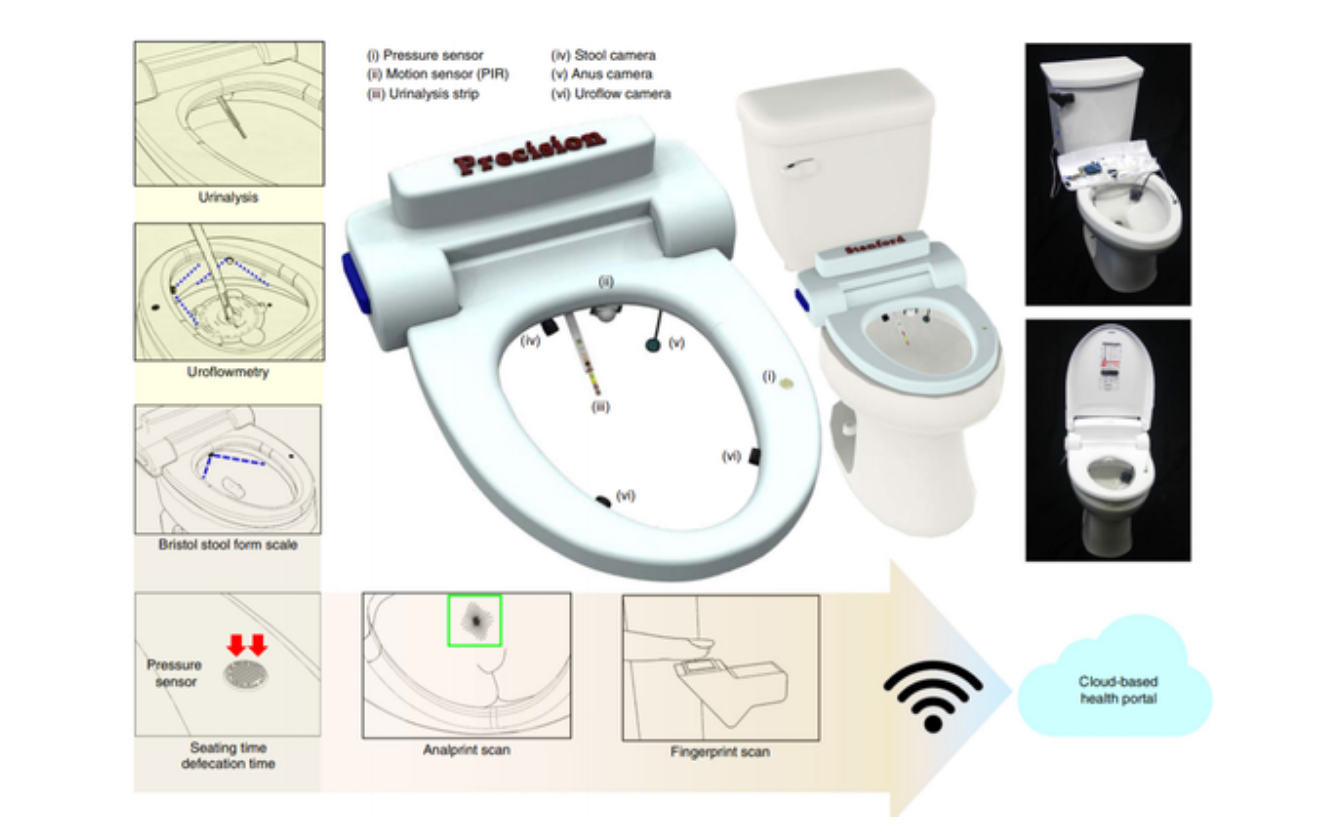 (i) Pressure sensor
(ii) Motion sensor (PIR)
(iii) Urinalysis strip
(iv) Stool camera
(v) Anus camera
(vi) Uroflow camera
Precision
Stanford
(ii)
(iv)
(v)
(i)
(iii)
(vi)
(vi)
Urinalysis
Uroflowmetry
Bristol stool form scale
Pressure
sensor
Seating time
defecation time
Analprint scan
Fingerprint scan
Cloud-based
health portal